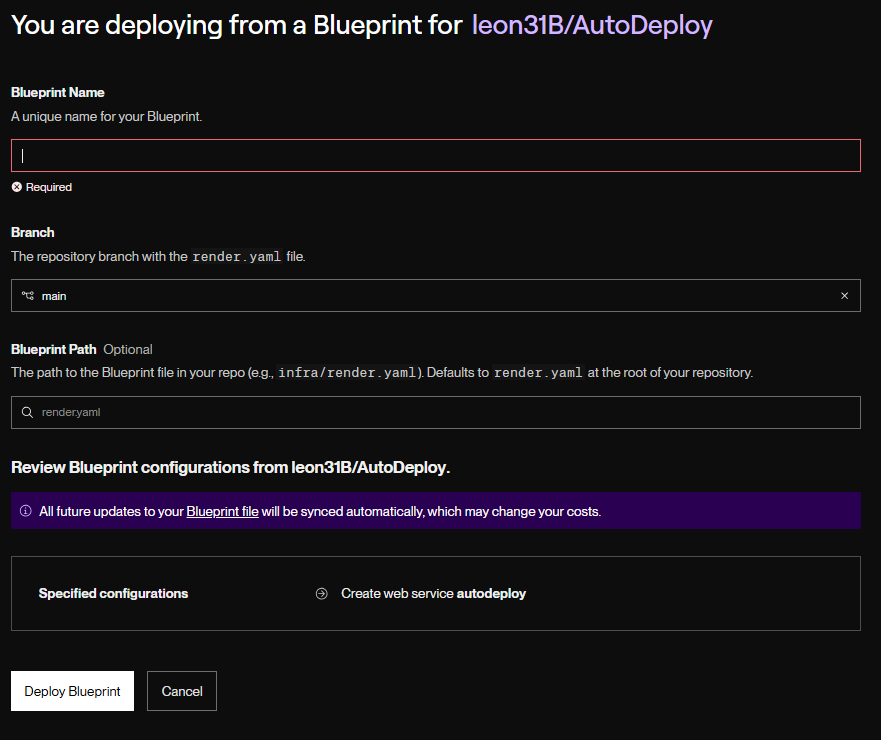 You are deploying from a Blueprint for leon31B/AutoDeploy
Blueprint Name
A unique name for your Blueprint.
Required
Branch
The repository branch with the render.yaml file.
main
Blueprint Path Optional
The path to the Blueprint file in your repo (e.g., infra/render.yaml). Defaults to render.yaml at the root of your repository.
render.yaml
Review Blueprint configurations from leon31B/AutoDeploy.
All future updates to your Blueprint file will be synced automatically, which may change your costs.
Specified configurations Create web service autodeploy
Deploy Blueprint Cancel